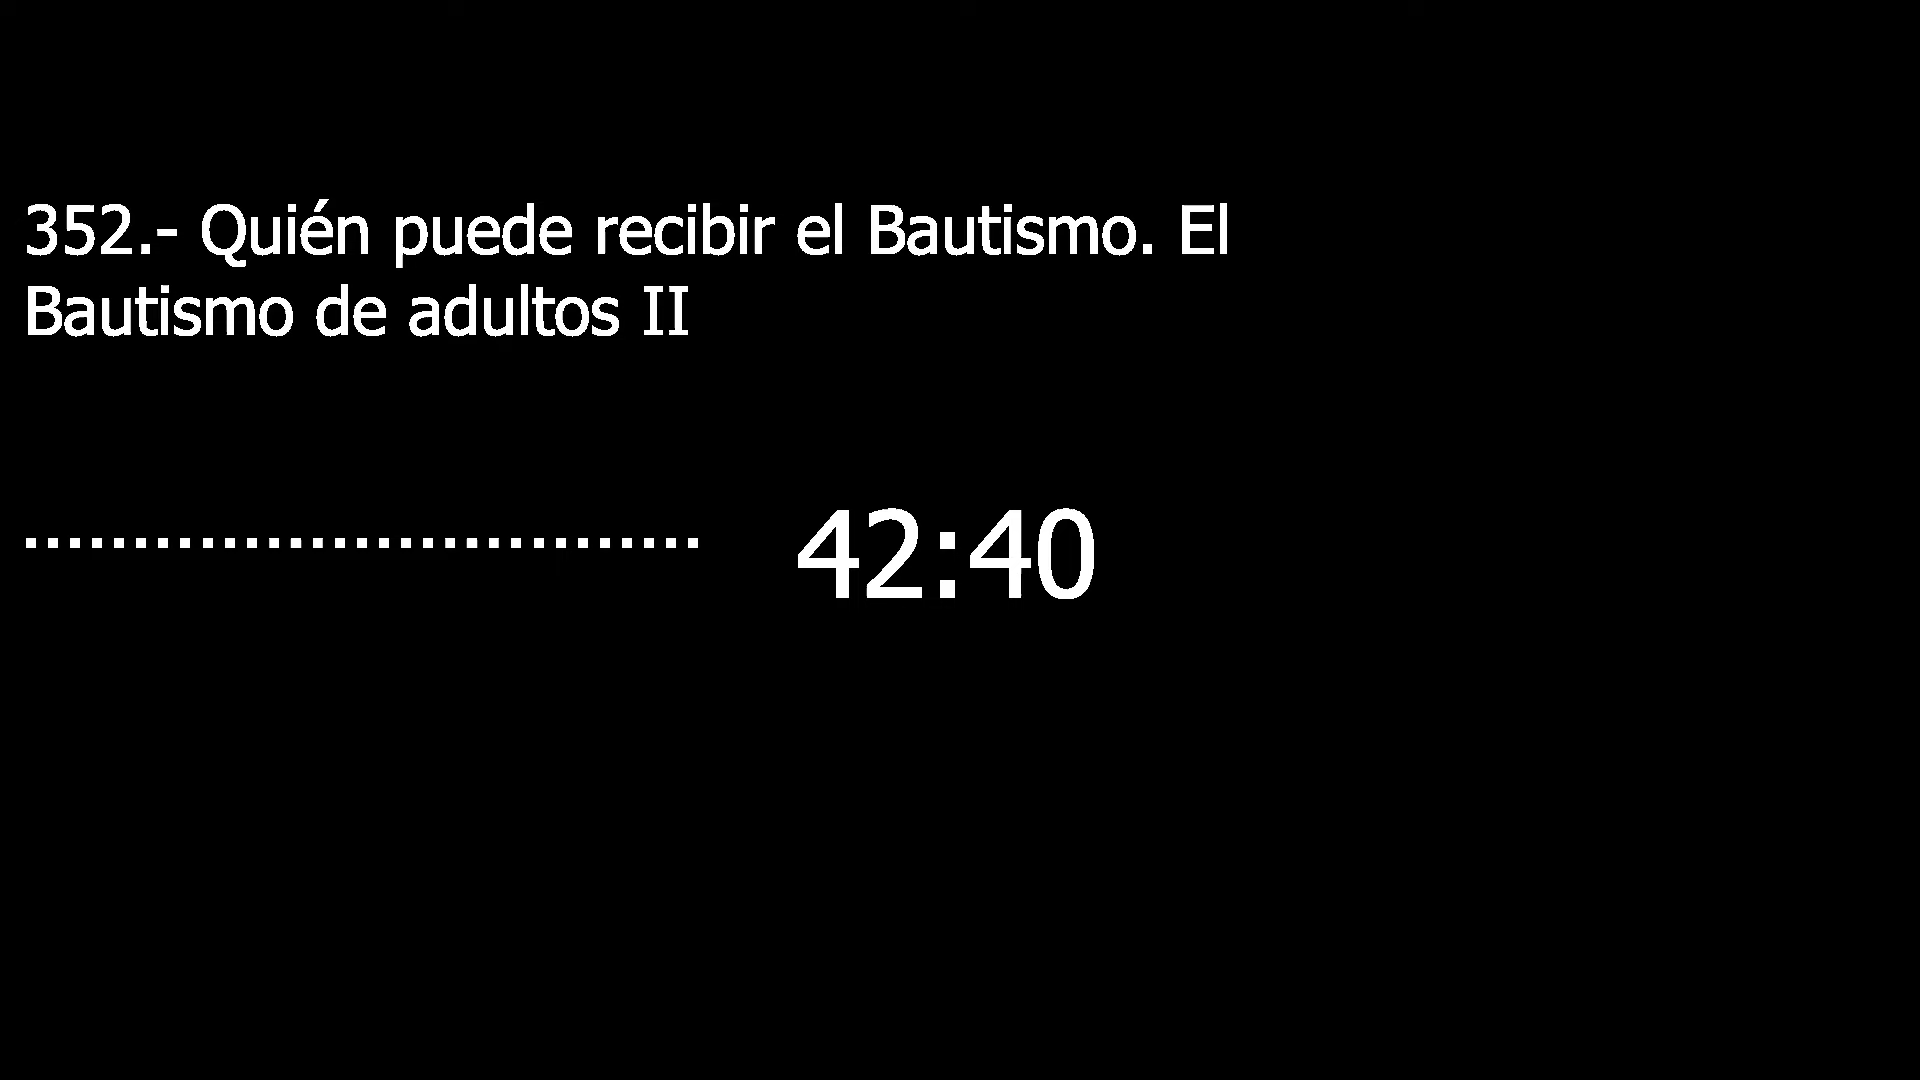 352.- Quién puede recibir el Bautismo. El
Bautismo de adultos II
............................... 42:40